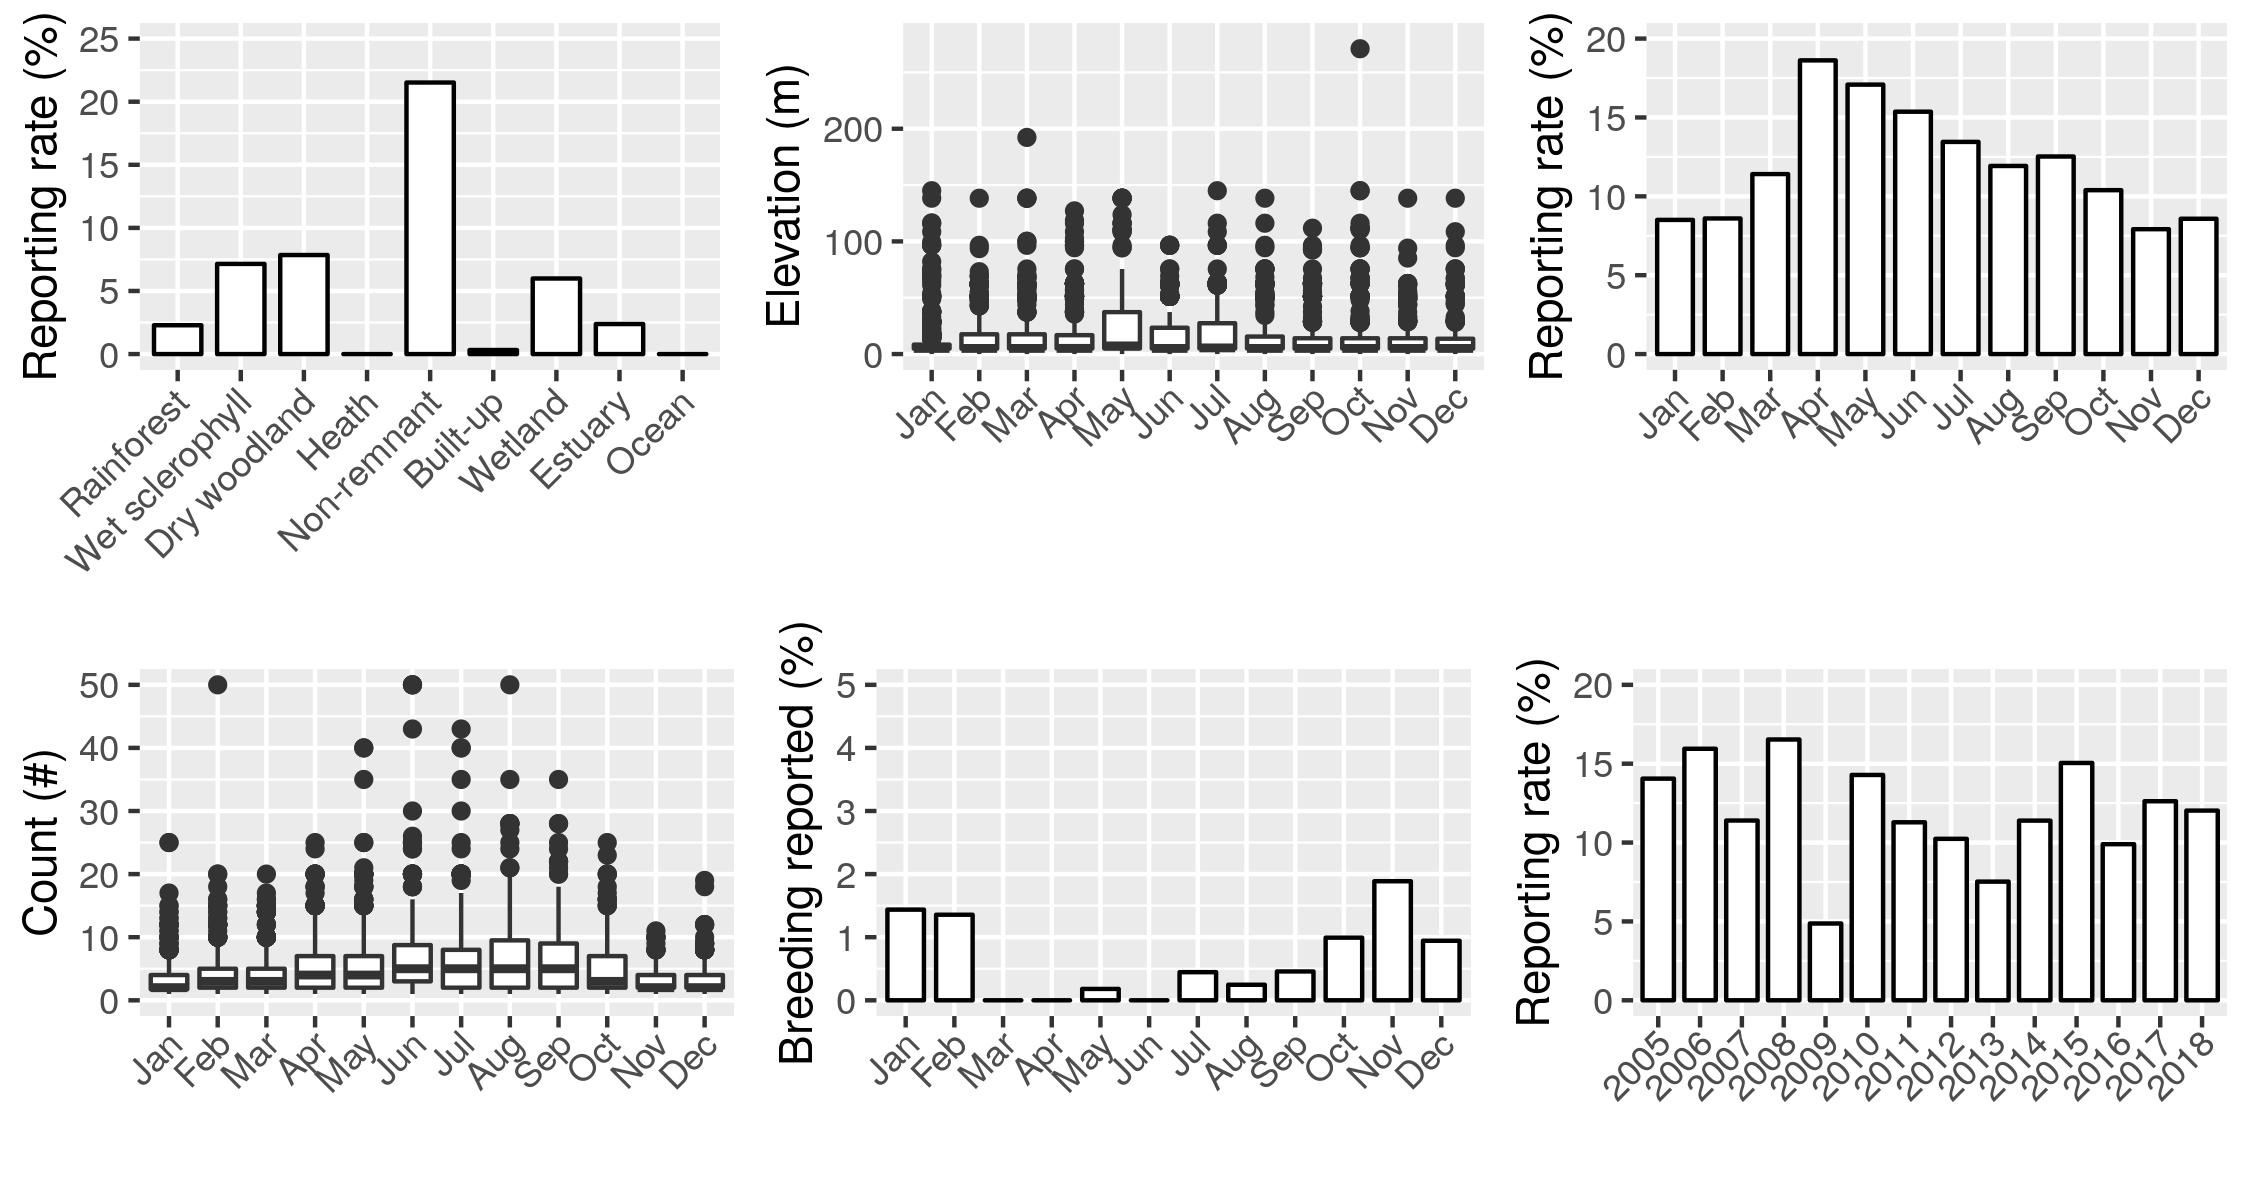 Reporting rate (%)
25
20
15
10
5
0
Rainforest
Wet sclerophyll
Dry woodland
Heath
Non-remnant
Built-up
Wetland
Estuary
Ocean
Elevation (m)
200
100
0
Jan
Feb
Mar
Apr
May
Jun
Jul
Aug
Sep
Oct
Nov
Dec
Reporting rate (%)
20
15
10
5
0
Jan
Feb
Mar
Apr
May
Jun
Jul
Aug
Sep
Oct
Nov
Dec
Count (#)
50
40
30
20
10
0
Jan
Feb
Mar
Apr
May
Jun
Jul
Aug
Sep
Oct
Nov
Dec
Breeding reported (%)
5
4
3
2
1
0
Jan
Feb
Mar
Apr
May
Jun
Jul
Aug
Sep
Oct
Nov
Dec
Reporting rate (%)
20
15
10
5
0
2005
2006
2007
2008
2009
2010
2011
2012
2013
2014
2015
2016
2017
2018